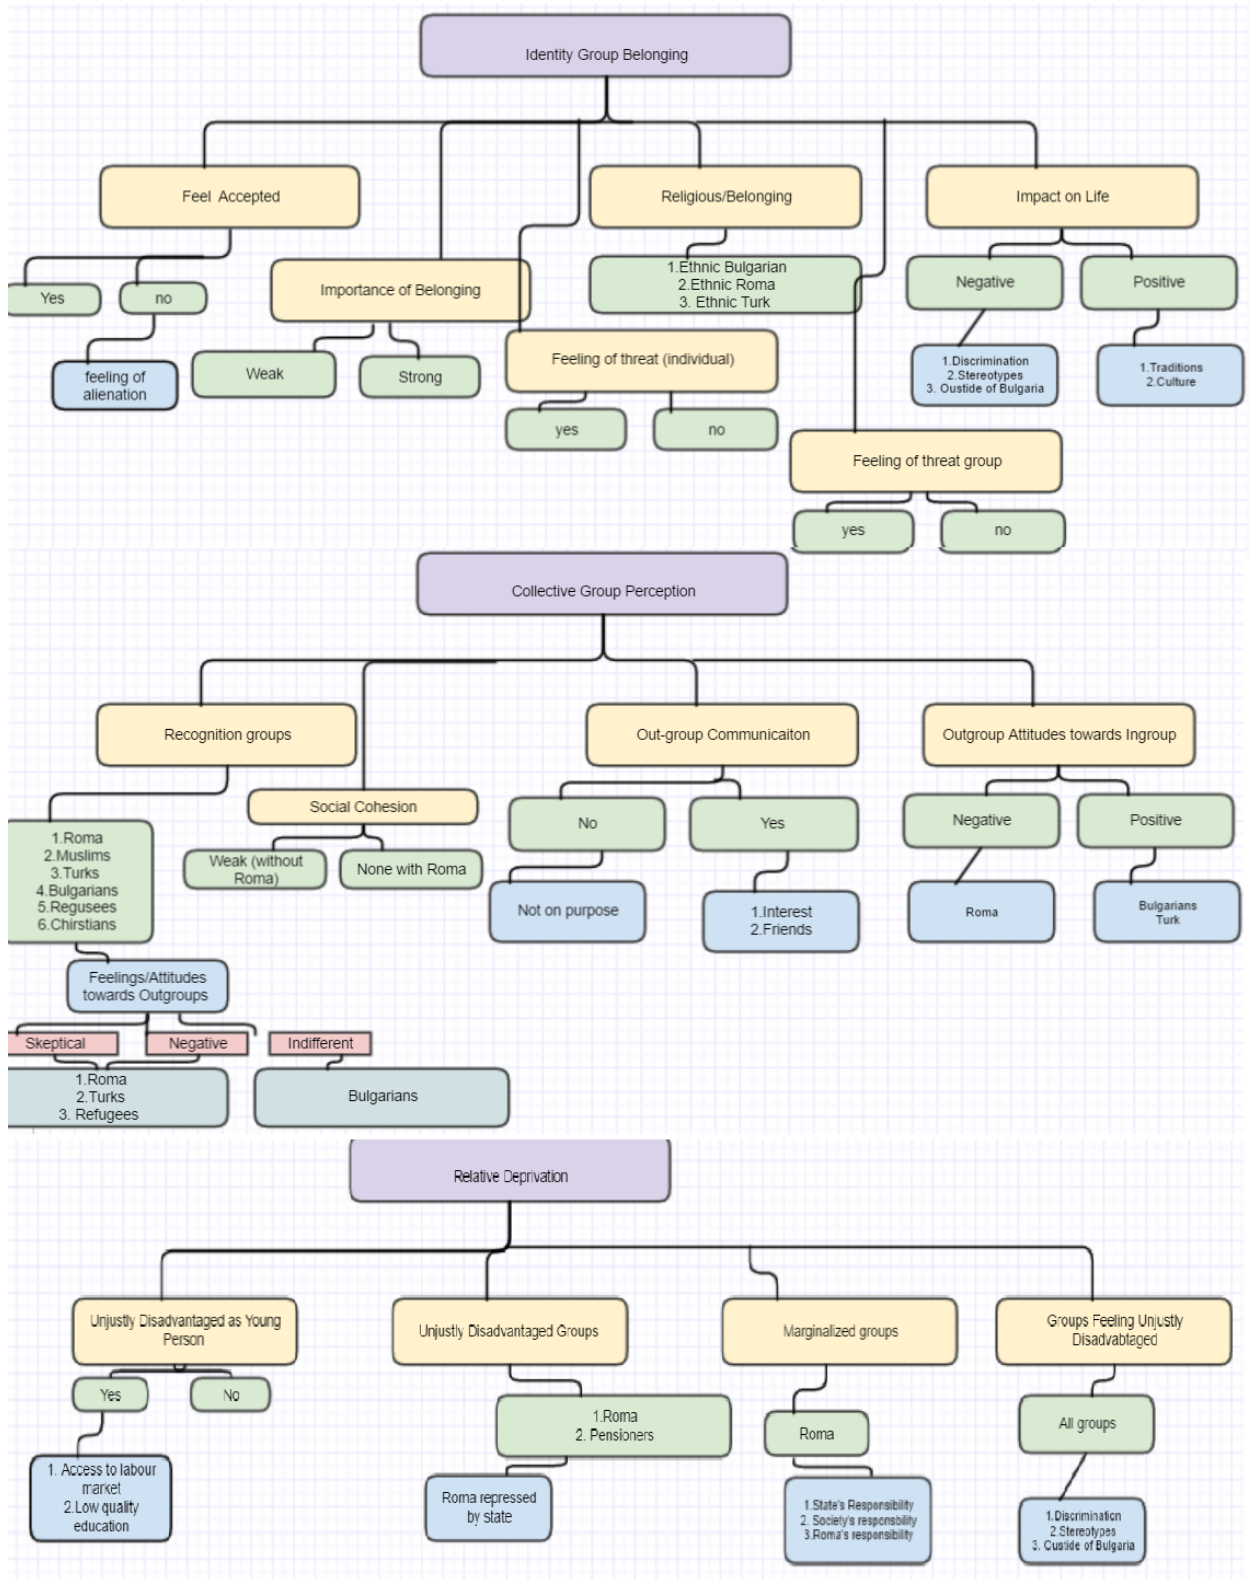 Identity Group Belonging
Feel Accepted
Religious/Belonging
Impact on Life
Yes
no
Importance of Belonging
1.Ethnic Bulgarian
2.Ethnic Roma
3. Ethnic Turk
Negative
Positive
feeling of
alienation
Weak
Strong
Feeling of threat (individual)
1.Discrimination
2.Stereotypes
3. Oustide of Bulgaria
1.Traditions
2.Culture
yes
no
Feeling of threat group
yes
no
Collective Group Perception
Recognition groups
Out-group Communicaiton
Outgroup Attitudes towards Ingroup
Social Cohesion
No
Yes
Negative
Positive
1.Roma
2.Muslims
3.Turks
4.Bulgarians
5.Regusees
6.Chirstians
Weak (without
Roma)
None with Roma
Not on purpose
1.Interest
2.Friends
Roma
Bulgarians
Turk
Feelings/Attitudes
towards Outgroups
Skeptical
Negative
Indifferent
1.Roma
2.Turks
3. Refugees
Bulgarians
Relative Deprivation
Unjustly Disadvantaged as Young
Person
Unjustly Disadvantaged Groups
Marginalized groups
Groups Feeling Unjustly
Disadvabtaged
Yes
No
1.Roma
2. Pensioners
Roma
All groups
1. Access to labour
market
2.Low quality
education
Roma repressed
by state
1.State's Responsibility
2. Society's responsbility
3.Roma's responsibility
1.Discrimination
2.Stereotypes
3. Oustide of Bulgaria